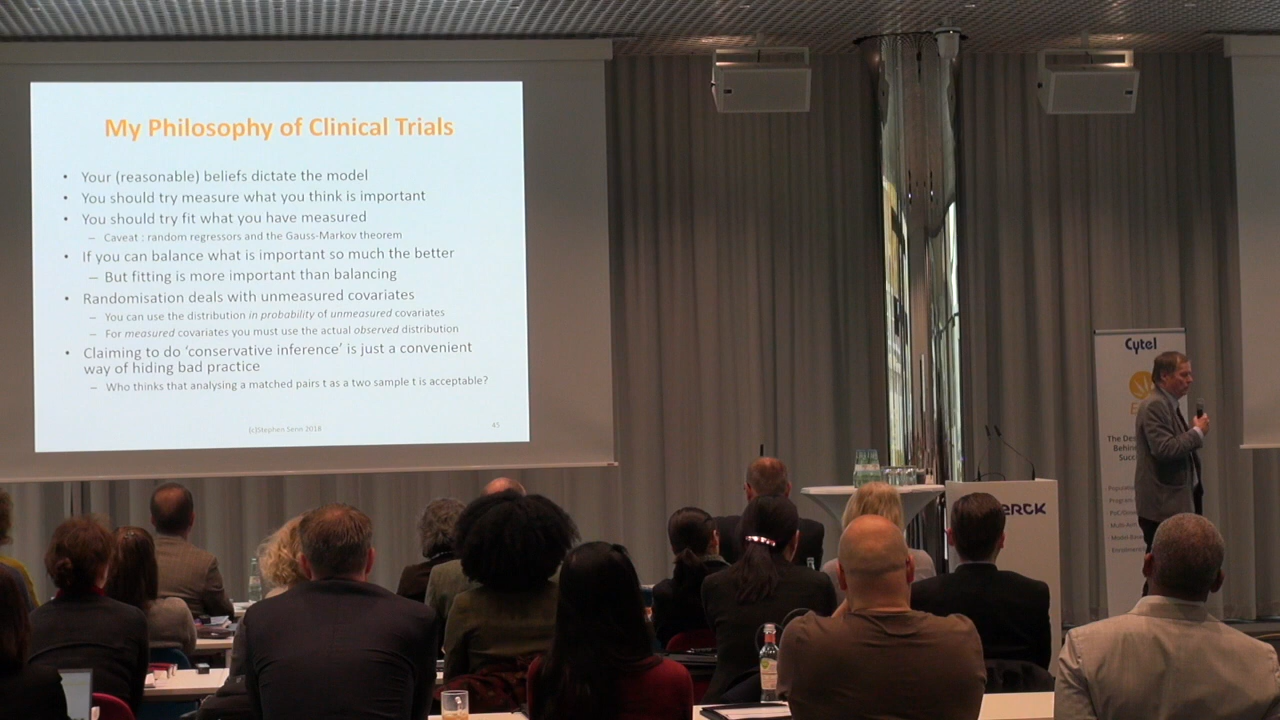 My Philosophy of Clinical Trials
• Your (reasonable) beliefs dictate the model
• You should try measure what you think is important
• You should try fit what you have measured
– Caveat : random regressors and the Gauss-Markov theorem
• If you can balance what is important so much the better
– But fitting is more important than balancing
• Randomisation deals with unmeasured covariates
– You can use the distribution in probability of unmeasured covariates
– For measured covariates you must use the actual observed distribution
• Claiming to do ‘conservative inference’ is just a convenient
way of hiding bad practice
– Who thinks that analysing a matched pairs t as a two sample t is acceptable?
(c)Stephen Senn 2018
45
Cytel
The
Behin
Succ
ERCK